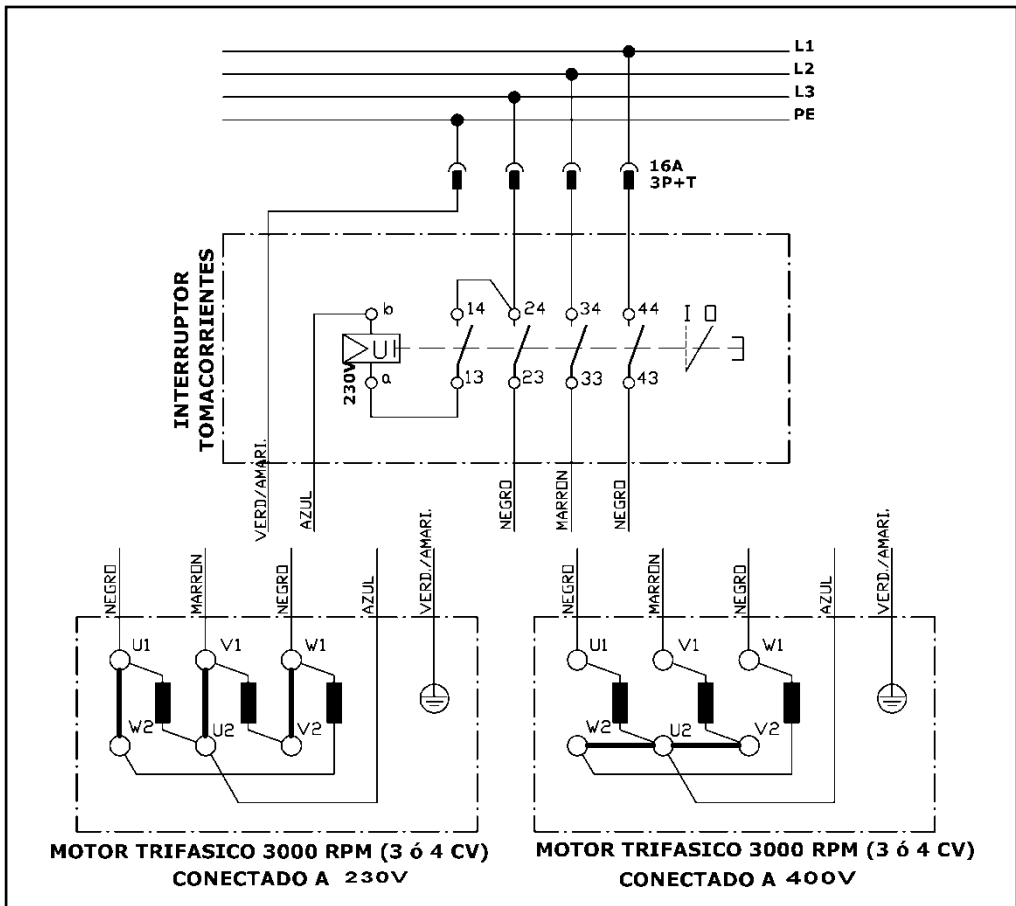 L1
L2
L3
PE
16A
3P+T
INTERRUPTOR
TOMACORRIENTES
b
14
24
34
44
I O
U
230V
a
13
23
33
43
VERD/AMARI.
AZUL
NEGRO
MARRON
NEGRO
NEGRO
MARRON
NEGRO
AZUL
VERD./AMARI.
NEGRO
MARRON
NEGRO
AZUL
VERD./AMARI.
U1
V1
W1
W2
U2
V2
U1
V1
W1
W2
U2
V2
MOTOR TRIFASICO 3000 RPM (3 ó 4 CV)
CONECTADO A 230V
MOTOR TRIFASICO 3000 RPM (3 ó 4 CV)
CONECTADO A 400V